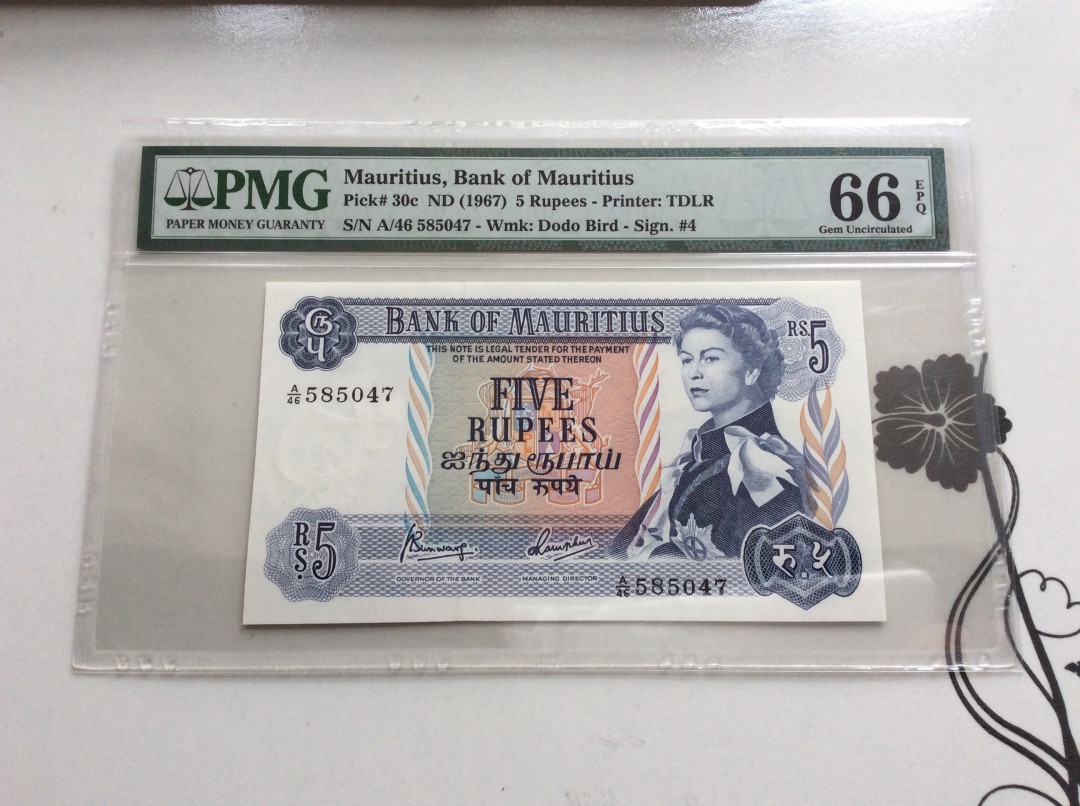 PMG
PAPER MONEY GUARANTY
Mauritius, Bank of Mauritius
Pick# 30c ND (1967) 5 Rupees - Printer: TDLR
S/N A/46 585047 - Wmk: Dodo Bird - Sign. #4
66 EPQ
Gem Uncirculated
BANK OF MAURITIUS
RS.5
THIS NOTE IS LEGAL TENDER FOR THE PAYMENT
OF THE AMOUNT STATED THEREON
A/46 585047
FIVE
RUPEES
ஐந்து ரூபாய்
पांच रुपये
RS 5
GOVERNOR OF THE BANK
MANAGING DIRECTOR
A/46 585047
रु. ५